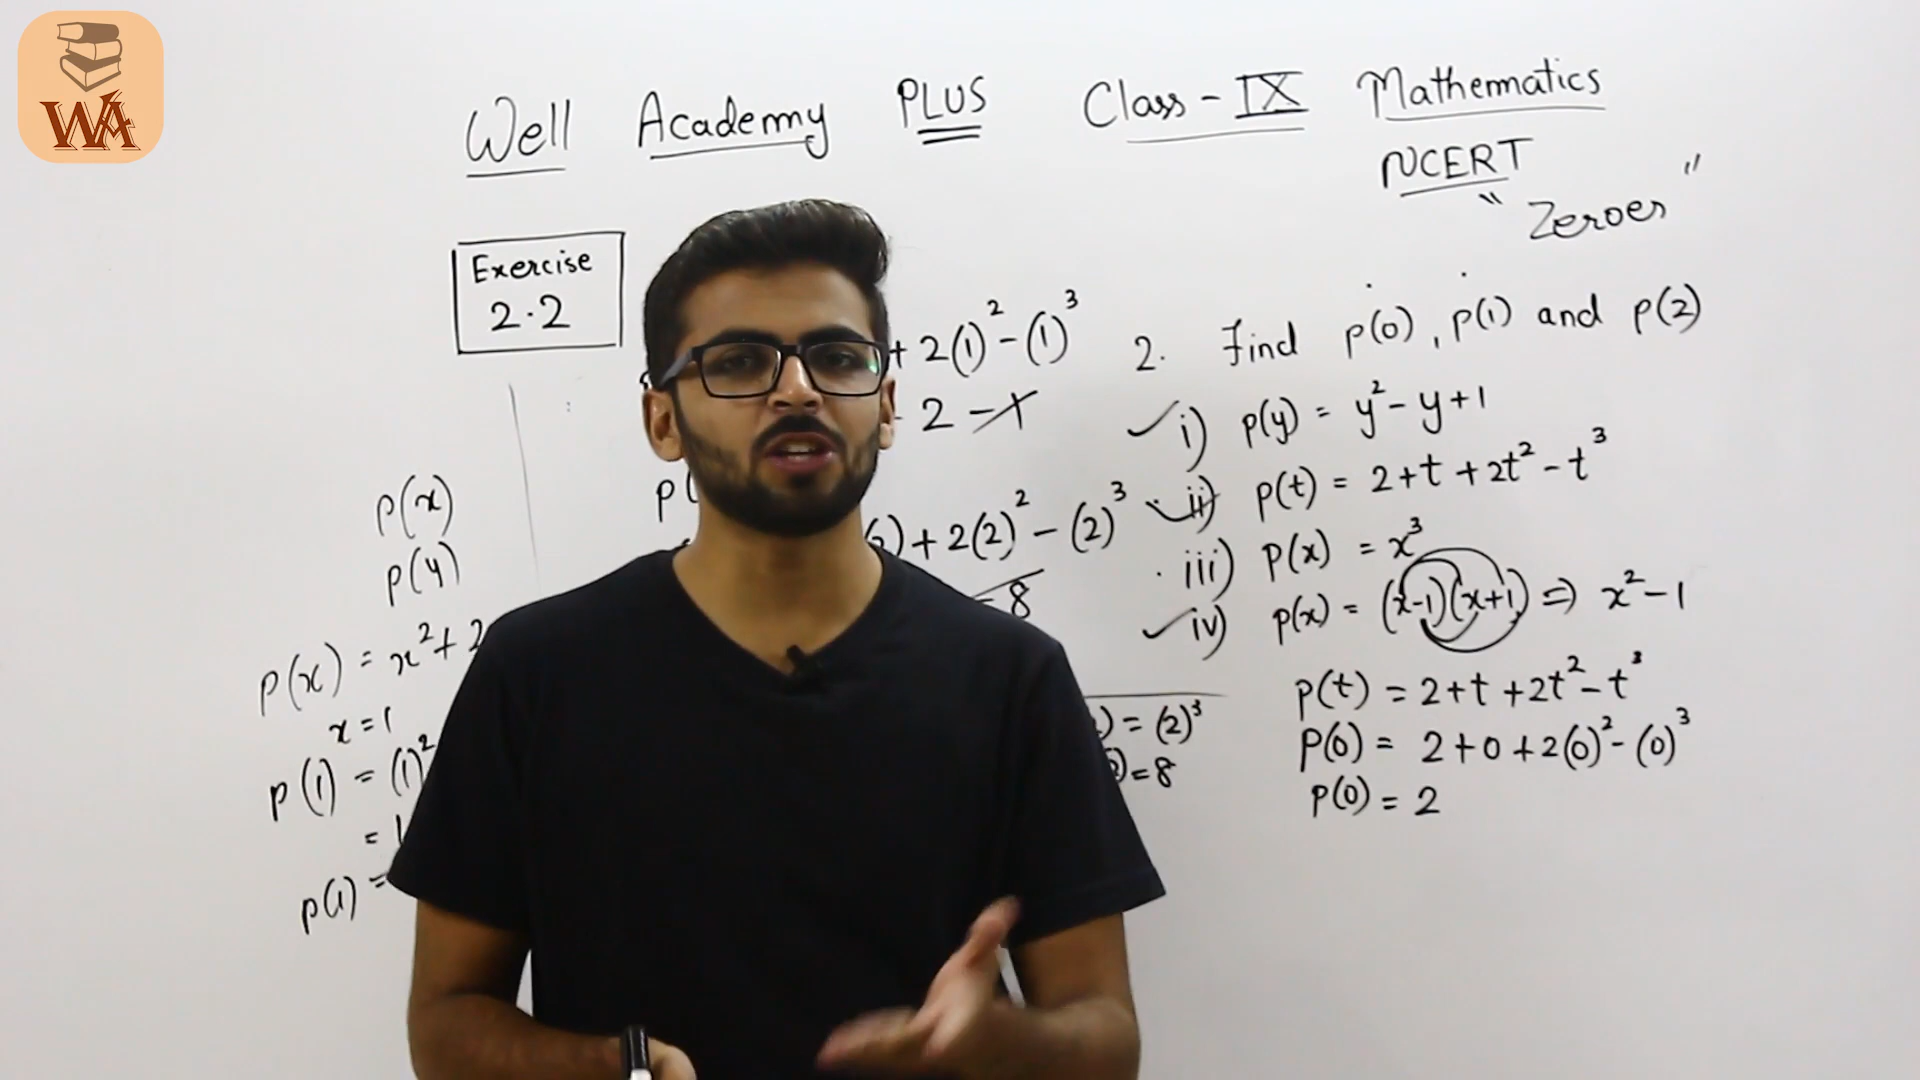 WA
Well Academy PLUS Class - IX Mathematics
NCERT
" Zeroes "
Exercise
2.2
p(x)
p(y)
p(x) = x² + 2
x = 1
p(1) = (1)²
= 1
p(1) =
+ 2(1)² - (1)³
2 - 1
p(
) + 2(2)² - (2)³
- 8
) = (2)³
) = 8
2. Find p(0), p(1) and p(2)
i) p(y) = y² - y + 1
ii) p(t) = 2 + t + 2t² - t³
iii) p(x) = x³
iv) p(x) = (x-1)(x+1) ⇒ x² - 1
p(t) = 2 + t + 2t² - t³
p(0) = 2 + 0 + 2(0)² - (0)³
p(0) = 2